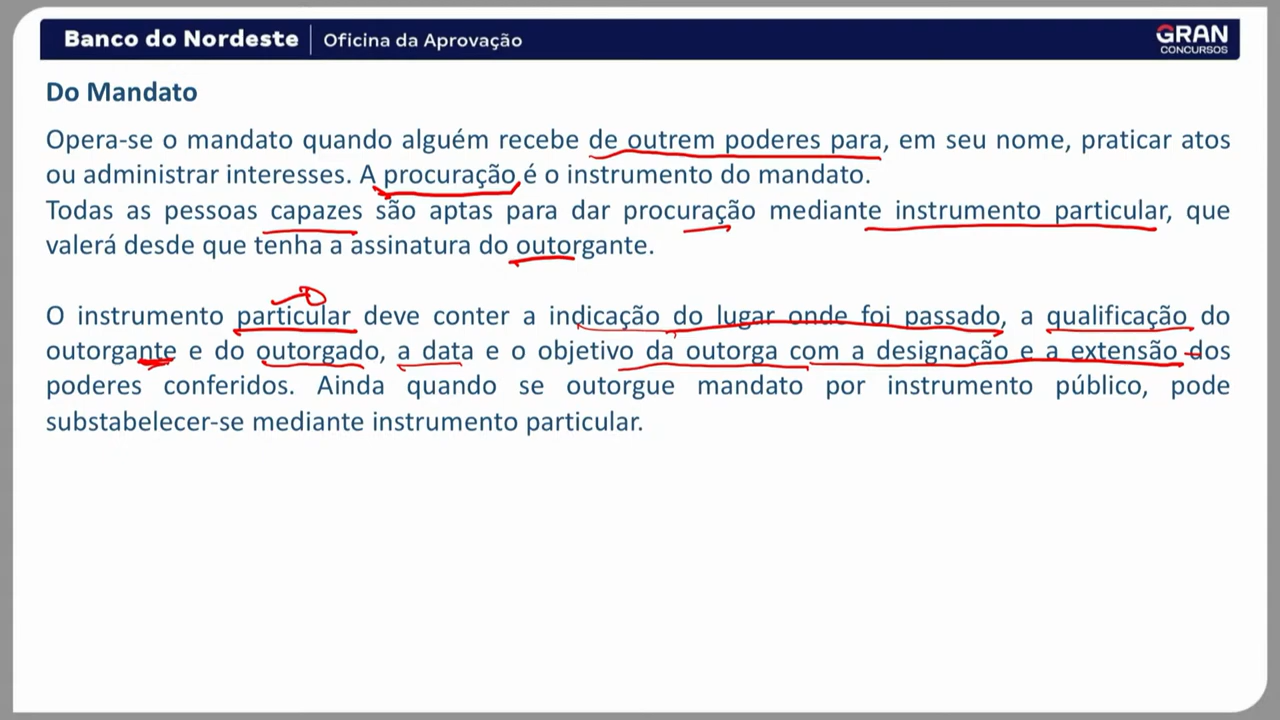 Banco do Nordeste | Oficina da Aprovação
GRAN
CONCURSOS
Do Mandato
Opera-se o mandato quando alguém recebe de outrem poderes para, em seu nome, praticar atos
ou administrar interesses. A procuração é o instrumento do mandato.
Todas as pessoas capazes são aptas para dar procuração mediante instrumento particular, que
valerá desde que tenha a assinatura do outorgante.
O instrumento particular deve conter a indicação do lugar onde foi passado, a qualificação do
outorgante e do outorgado, a data e o objetivo da outorga com a designação e a extensão dos
poderes conferidos. Ainda quando se outorgue mandato por instrumento público, pode
substabelecer-se mediante instrumento particular.